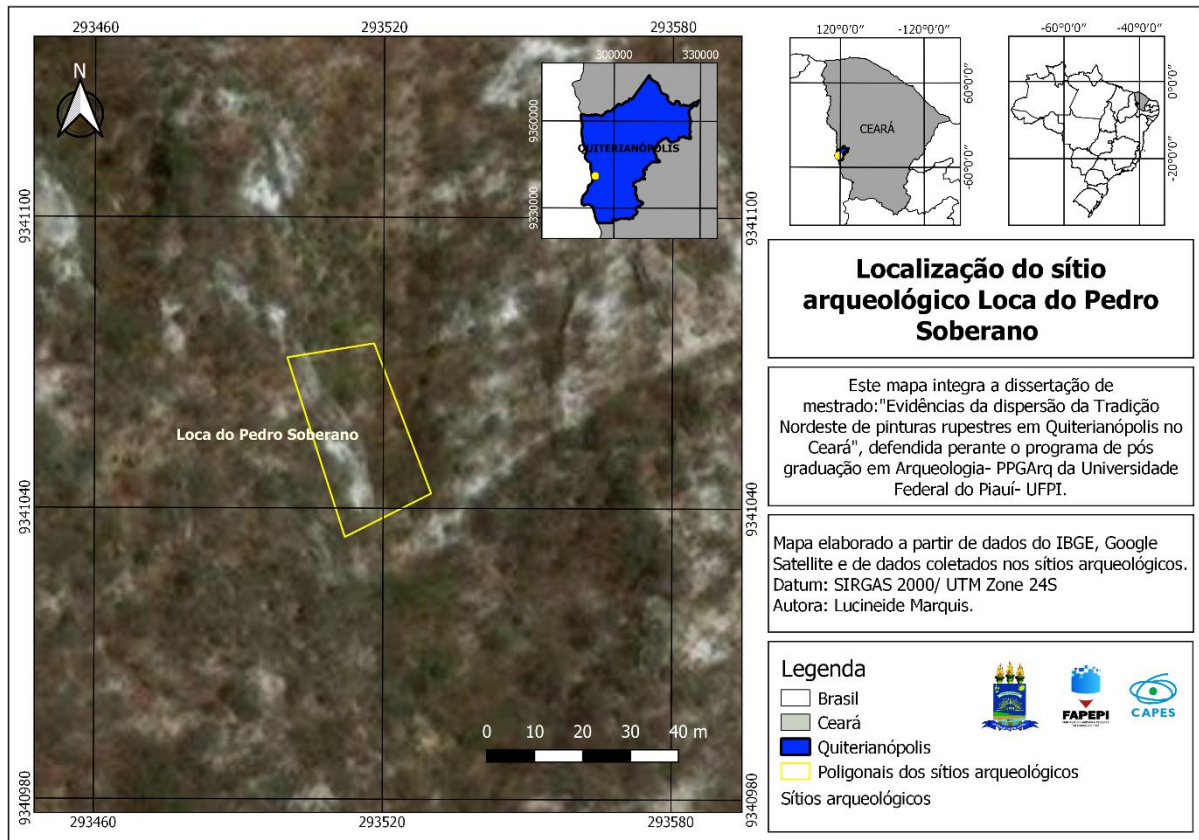 293460
293520
293580
N
9341100
9341040
9340980
Loca do Pedro Soberano
0 10 20 30 40 m
293460
293520
293580
9341100
9341040
9340980
300000
330000
9360000
9330000
QUITERIANÓPOLIS
120°0'0"
-120°0'0"
60°0'0"
-60°0'0"
CEARÁ
-60°0'0"
-40°0'0"
0°0'0"
-20°0'0"
Localização do sítio
arqueológico Loca do Pedro
Soberano
Este mapa integra a dissertação de
mestrado:"Evidências da dispersão da Tradição
Nordeste de pinturas rupestres em Quiterianópolis no
Ceará", defendida perante o programa de pós
graduação em Arqueologia- PPGArq da Universidade
Federal do Piauí- UFPI.
Mapa elaborado a partir de dados do IBGE, Google
Satellite e de dados coletados nos sítios arqueológicos.
Datum: SIRGAS 2000/ UTM Zone 24S
Autora: Lucineide Marquis.
Legenda
Brasil
Ceará
Quiterianópolis
Poligonais dos sítios arqueológicos
Sítios arqueológicos
FAPEPI
CAPES